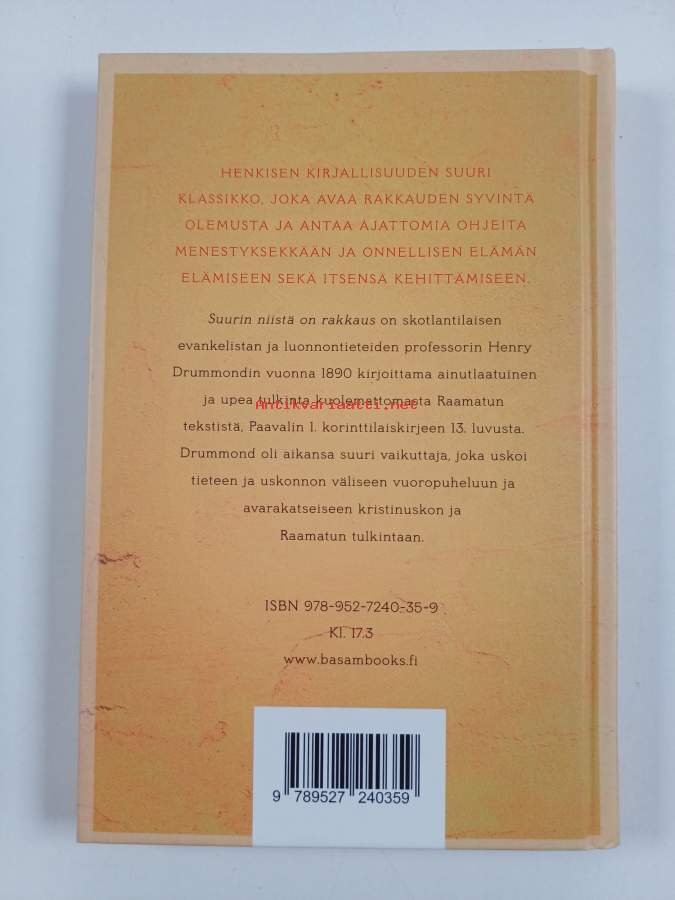 HENKISEN KIRJALLISUUDEN SUURI
KLASSIKKO, JOKA AVAA RAKKAUDEN SYVINTÄ
OLEMUSTA JA ANTAA AJATTOMIA OHJEITA
MENESTYKSEKKÄÄN JA ONNELLISEN ELÄMÄN
ELÄMISEEN SEKÄ ITSENSÄ KEHITTÄMISEEN.
Suurin niistä on rakkaus on skotlantilaisen
evankelistan ja luonnontieteiden professorin Henry
Drummondin vuonna 1890 kirjoittama ainutlaatuinen
ja upea tulkinta kuolemattomasta Raamatun
Antikvariaatti.net
tekstistä, Paavalin 1. korinttilaiskirjeen 13. luvusta.
Drummond oli aikansa suuri vaikuttaja, joka uskoi
tieteen ja uskonnon väliseen vuoropuheluun ja
avarakatseiseen kristinuskon ja
Raamatun tulkintaan.
ISBN 978-952-7240-35-9
Kl. 17.3
www.basambooks.fi
9 789527 240359